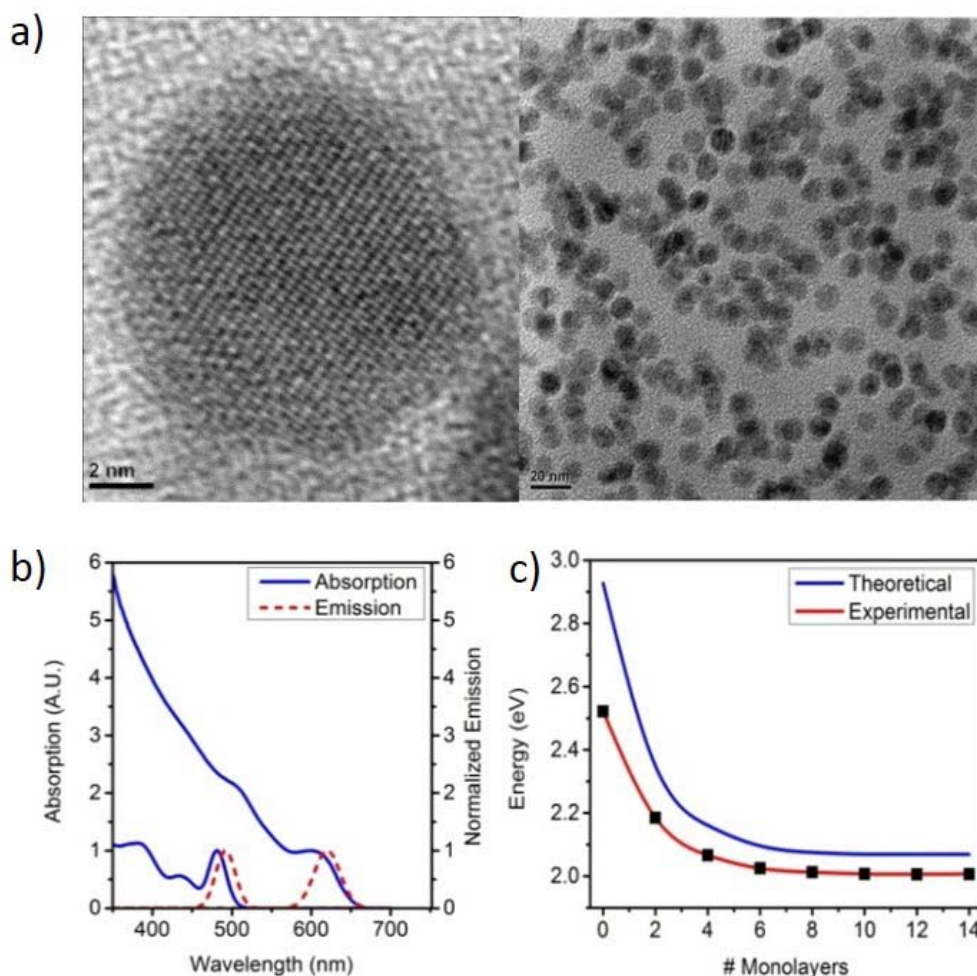 a)
2 nm
20 nm
b)
Absorption
Emission
Absorption (A.U.)
6
5
4
3
2
1
0
Normalized Emission
6
5
4
3
2
1
0
400
500
600
700
Wavelength (nm)
c)
Theoretical
Experimental
Energy (eV)
3.0
2.8
2.6
2.4
2.2
2.0
0
2
4
6
8
10
12
14
# Monolayers